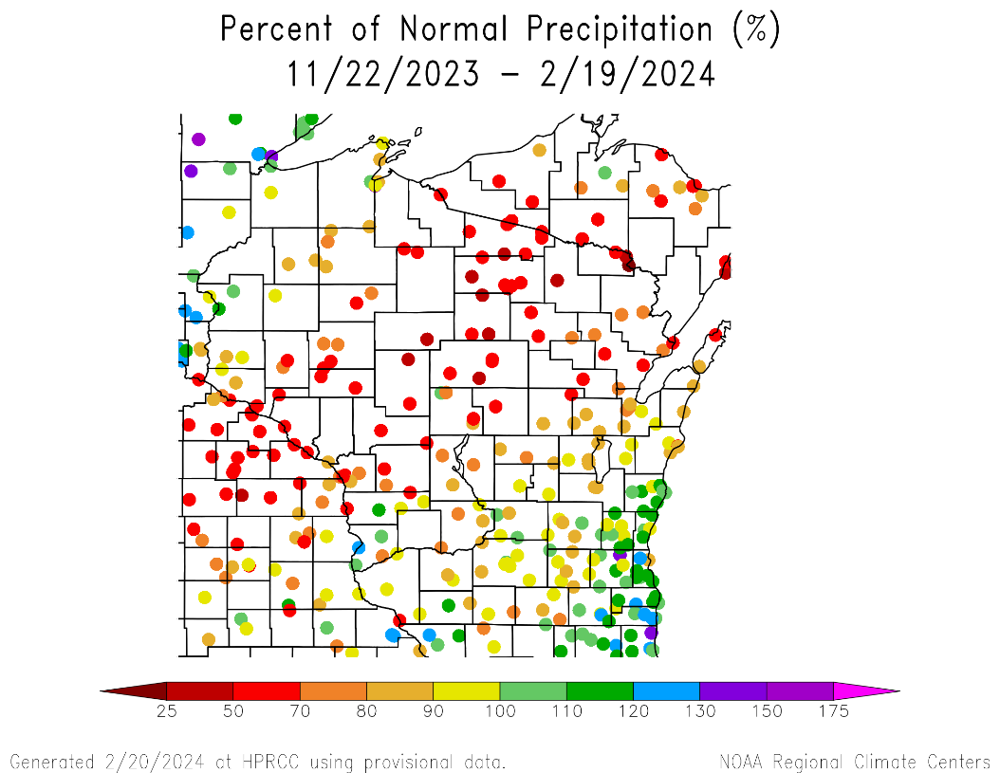 Percent of Normal Precipitation (%)
11/22/2023 – 2/19/2024
25 50 70 80 90 100 110 120 130 150 175
Generated 2/20/2024 at HPRCC using provisional data.
NOAA Regional Climate Centers